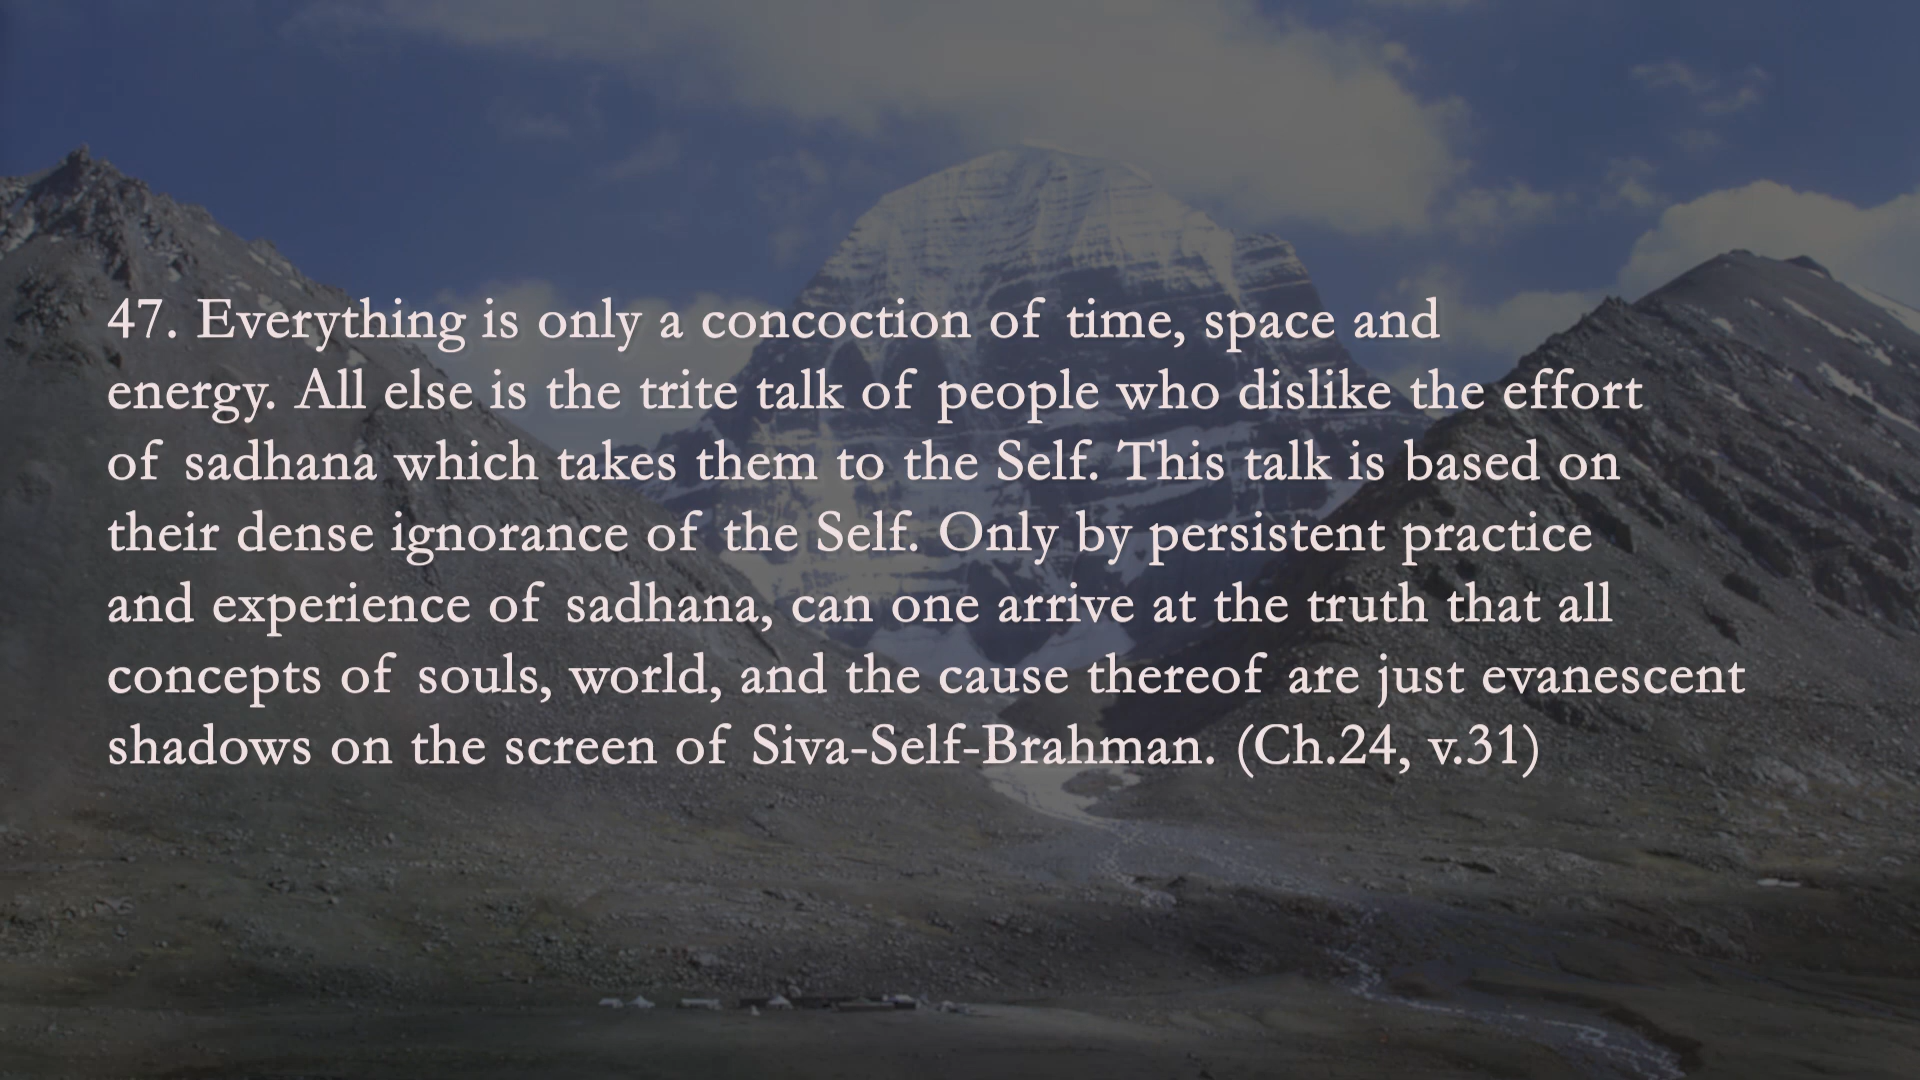 47. Everything is only a concoction of time, space and
energy. All else is the trite talk of people who dislike the effort
of sadhana which takes them to the Self. This talk is based on
their dense ignorance of the Self. Only by persistent practice
and experience of sadhana, can one arrive at the truth that all
concepts of souls, world, and the cause thereof are just evanescent
shadows on the screen of Siva-Self-Brahman. (Ch.24, v.31)